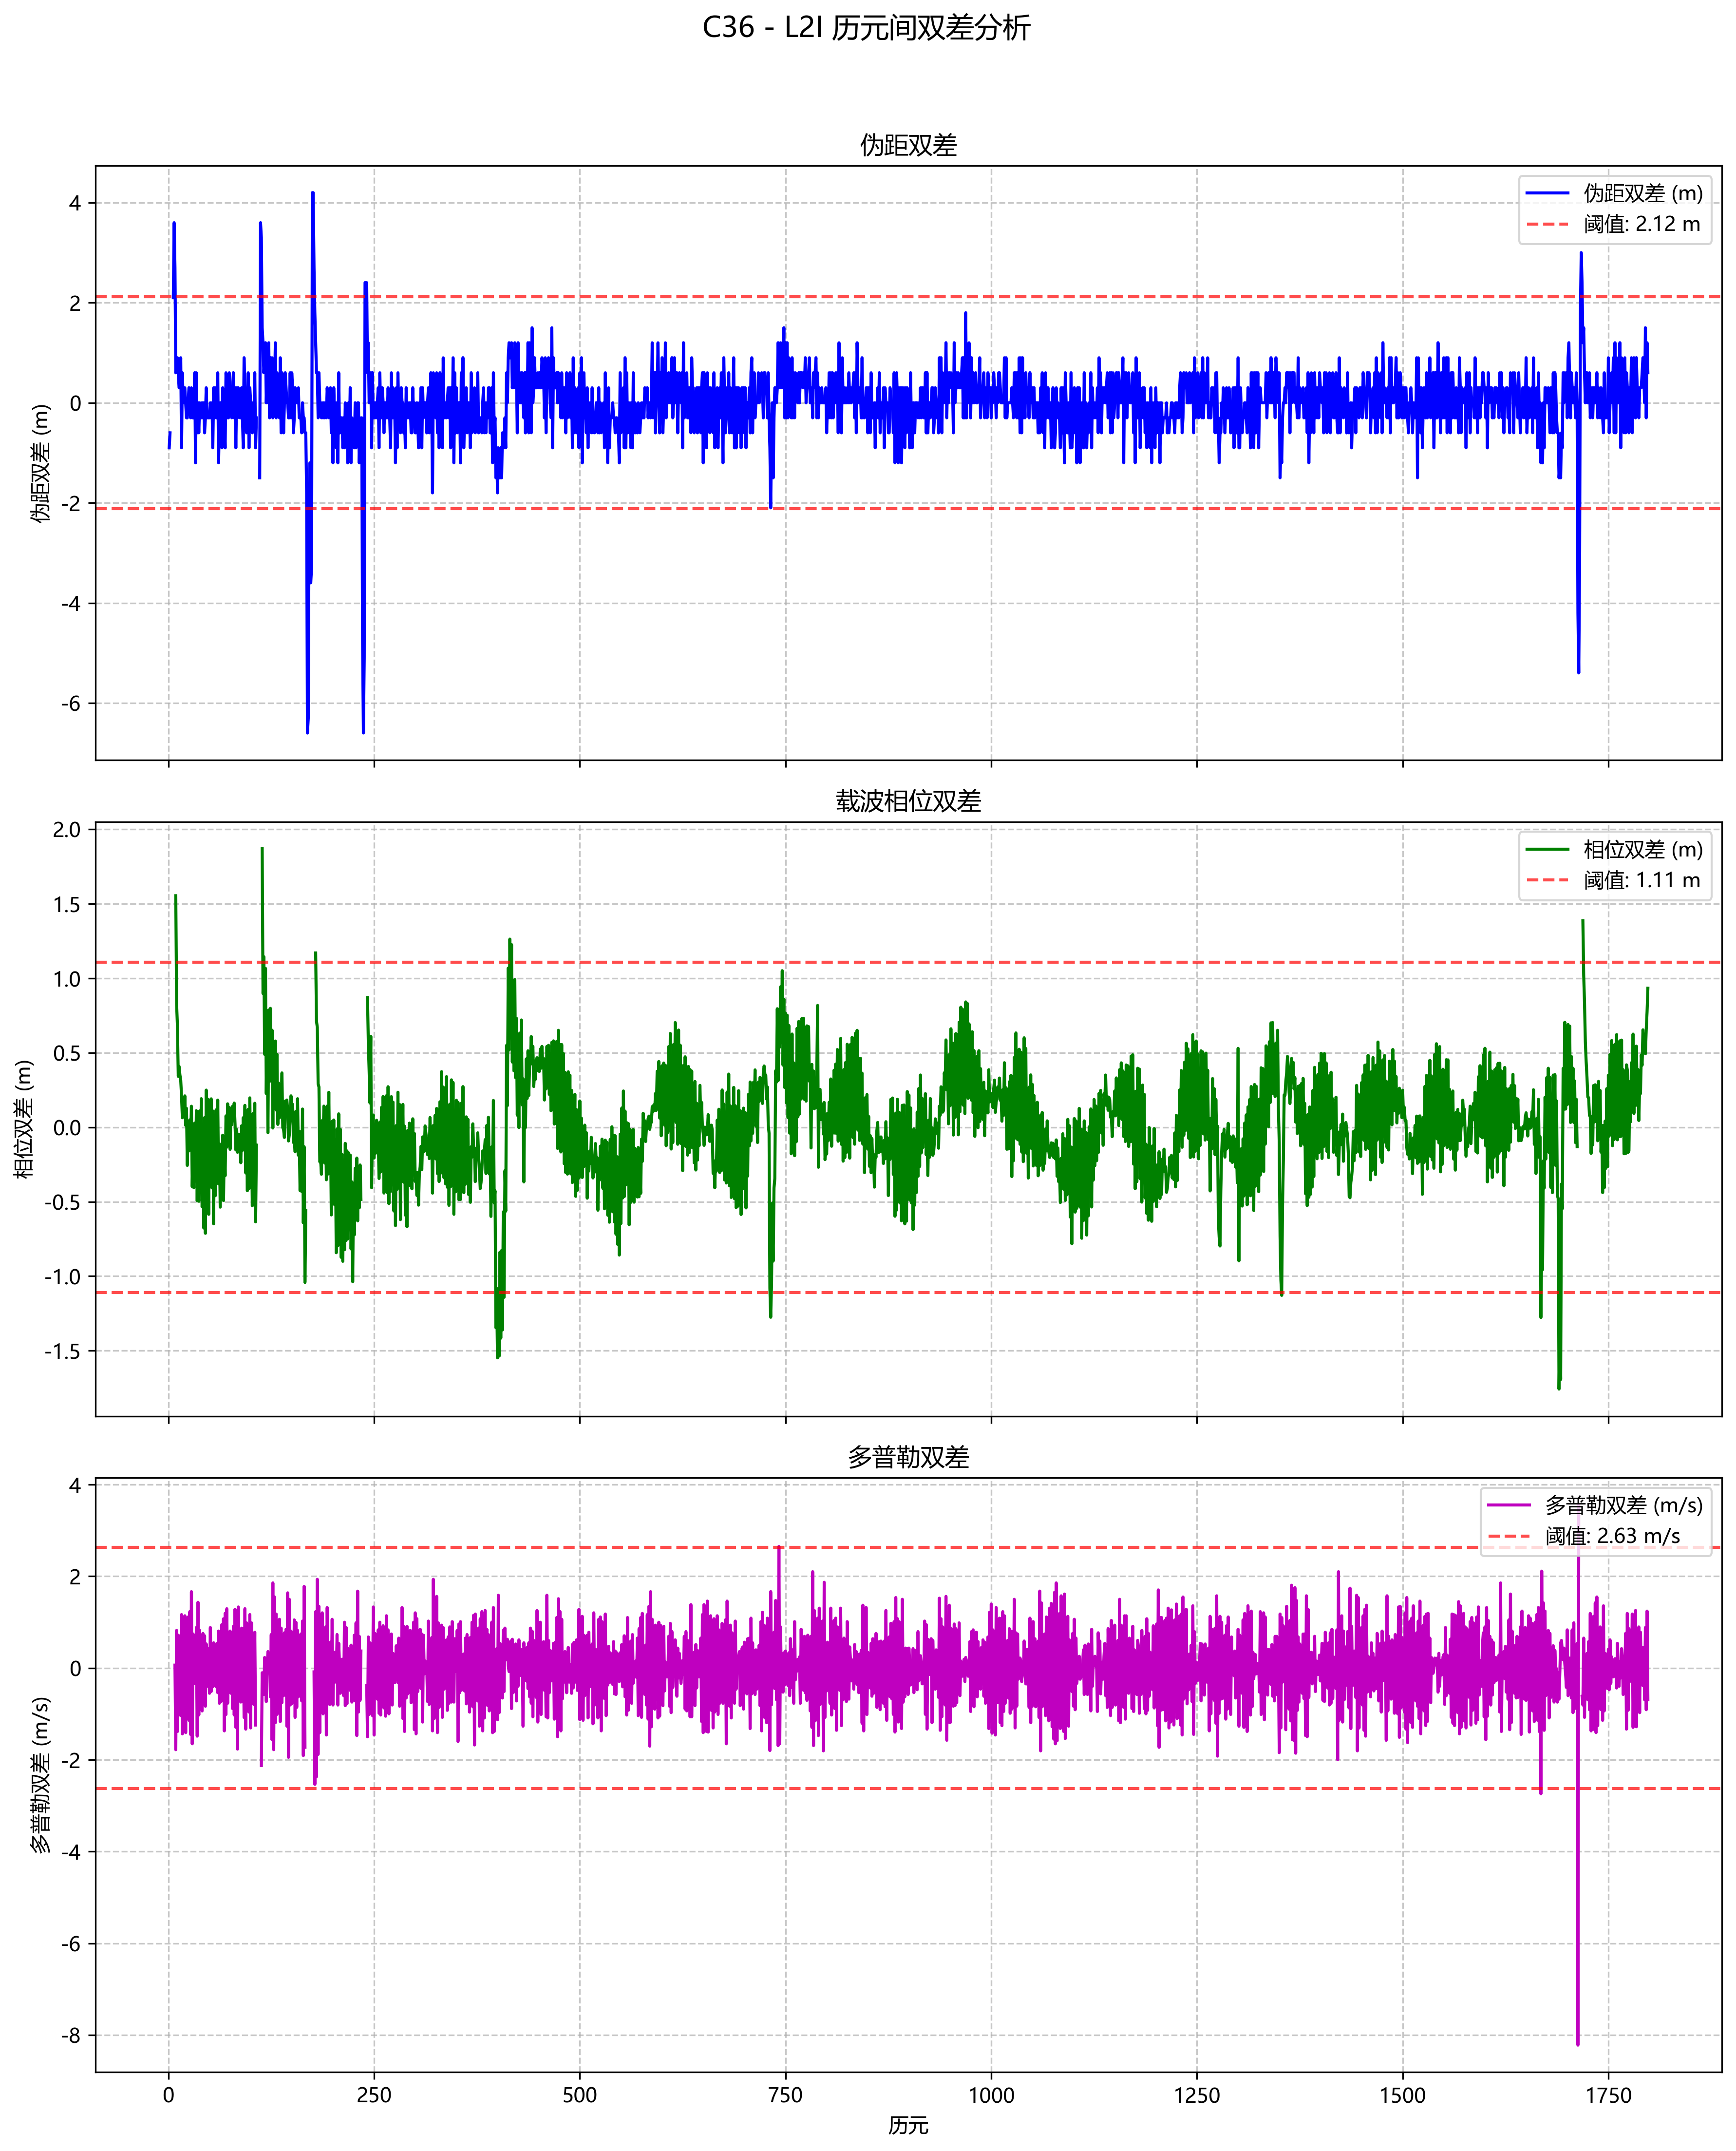 C36 - L2I 历元间双差分析
伪距双差
伪距双差 (m)
阈值: 2.12 m
4
2
0
-2
-4
-6
伪距双差 (m)
载波相位双差
相位双差 (m)
阈值: 1.11 m
2.0
1.5
1.0
0.5
0.0
-0.5
-1.0
-1.5
相位双差 (m)
多普勒双差
多普勒双差 (m/s)
阈值: 2.63 m/s
4
2
0
-2
-4
-6
-8
多普勒双差 (m/s)
0 250 500 750 1000 1250 1500 1750
历元